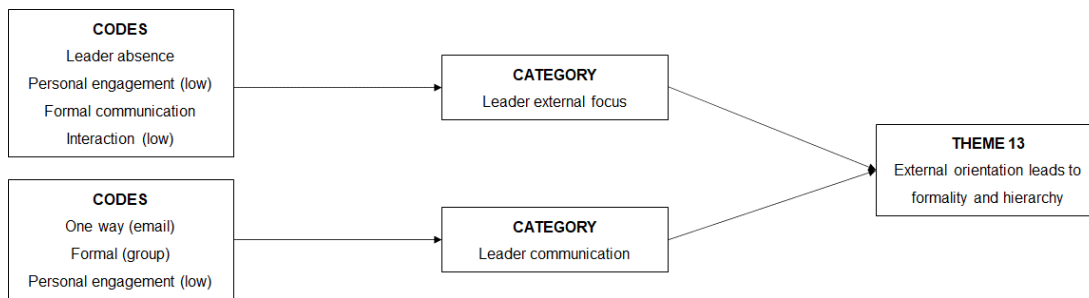 CODES
Leader absence
Personal engagement (low)
Formal communication
Interaction (low)
CATEGORY
Leader external focus
CODES
One way (email)
Formal (group)
Personal engagement (low)
CATEGORY
Leader communication
THEME 13
External orientation leads to
formality and hierarchy